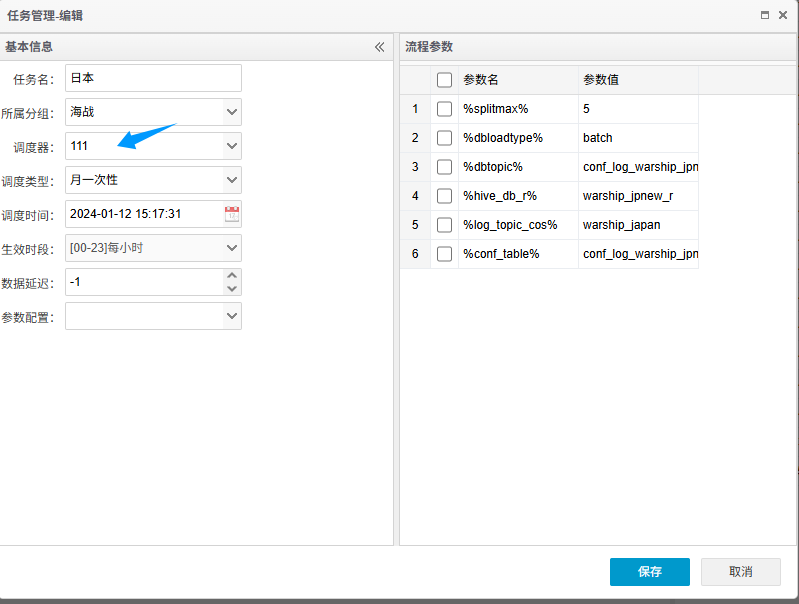 任务管理-编辑
基本信息
任务名： 日本
所属分组： 海战
调度器： 111
调度类型： 月一次性
调度时间： 2024-01-12 15:17:31
生效时段： [00-23]每小时
数据延迟： -1
参数配置：
流程参数
参数名 参数值
1 %splitmax% 5
2 %dbloadtype% batch
3 %dbtopic% conf_log_warship_jpn
4 %hive_db_r% warship_jpnew_r
5 %log_topic_cos% warship_japan
6 %conf_table% conf_log_warship_jpn
保存 取消